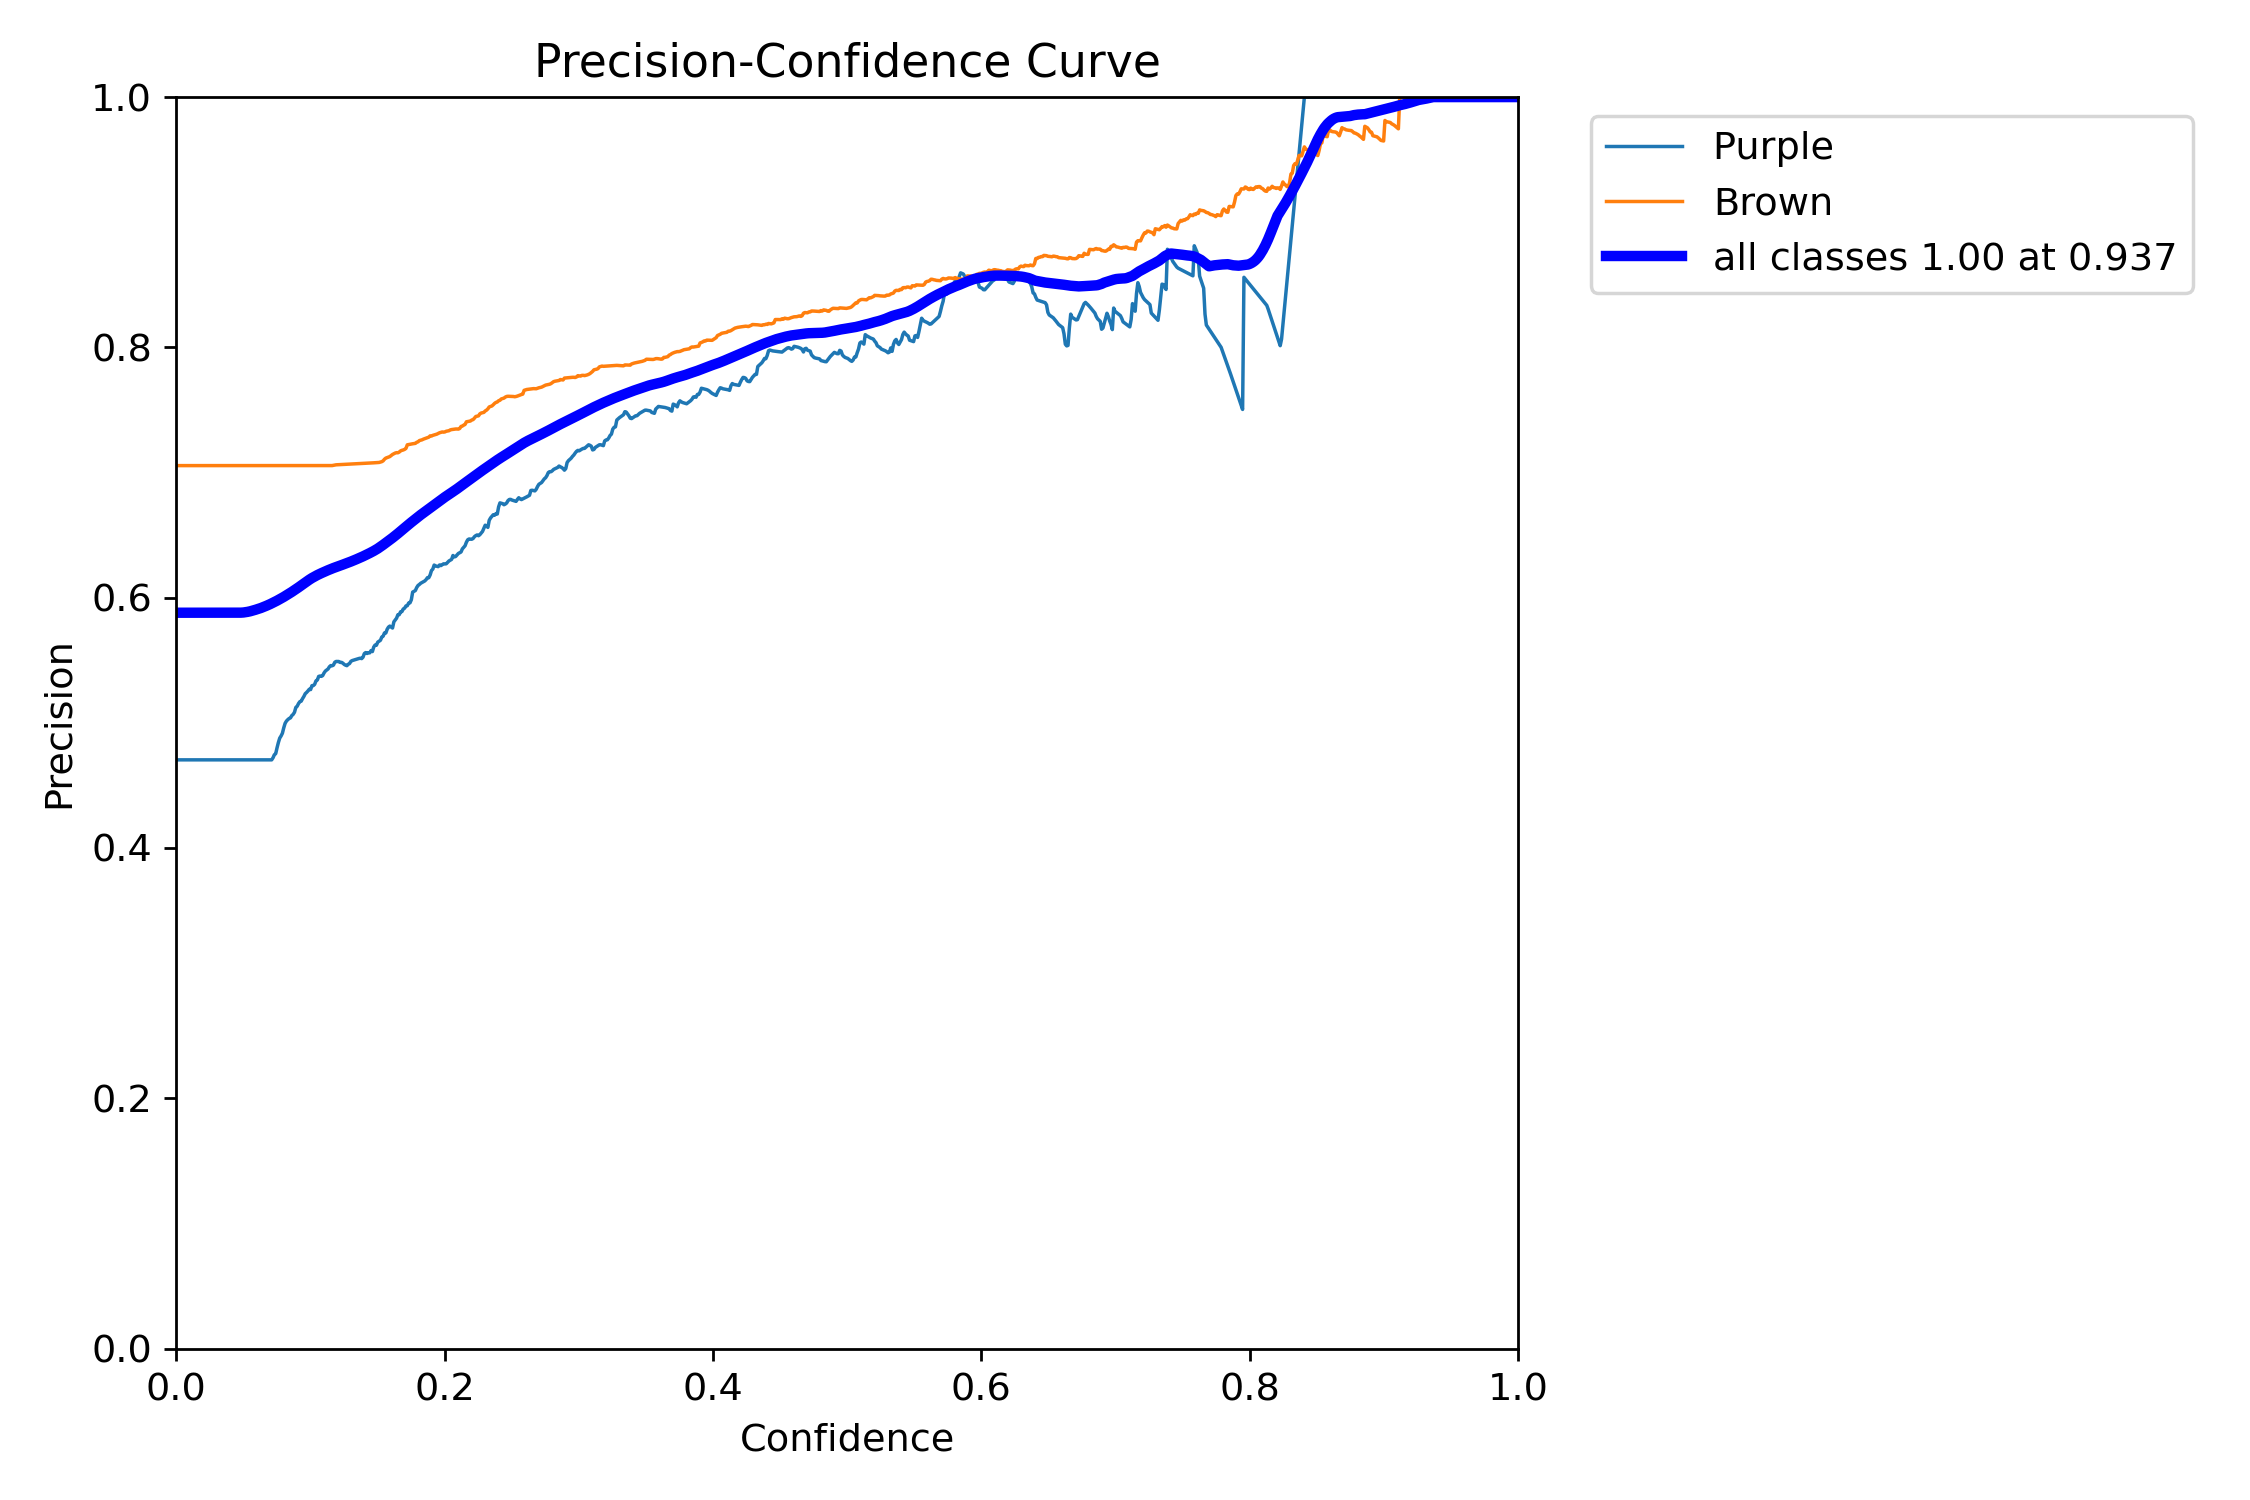 Precision-Confidence Curve
1.0
0.8
0.6
0.4
0.2
0.0
Precision
0.0 0.2 0.4 0.6 0.8 1.0
Confidence
Purple
Brown
all classes 1.00 at 0.937